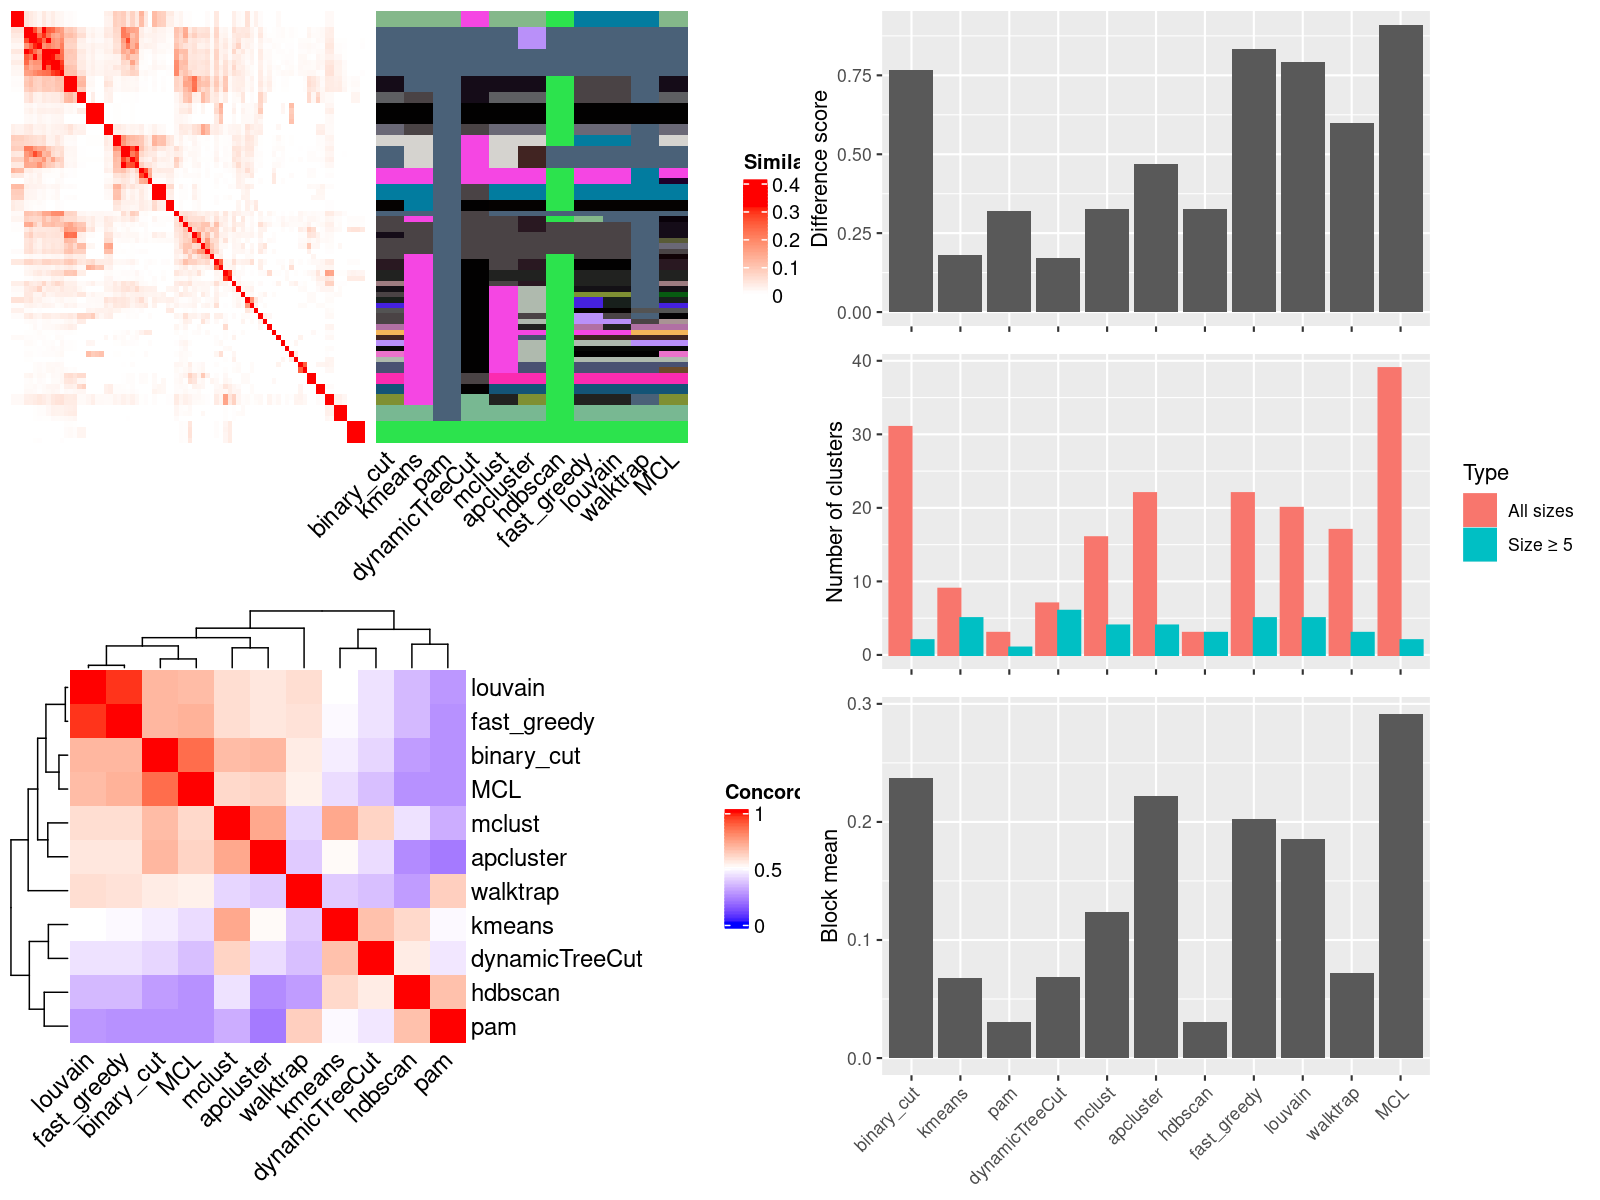 Simila
0.4
0.3
0.2
0.1
0
binary_cut
kmeans
pam
dynamicTreeCut
mclust
apcluster
hdbscan
fast_greedy
louvain
walktrap
MCL
Difference score
0.75
0.50
0.25
0.00
Number of clusters
40
30
20
10
0
Type
All sizes
Size ≥ 5
louvain
fast_greedy
binary_cut
MCL
mclust
apcluster
walktrap
kmeans
dynamicTreeCut
hdbscan
pam
louvain
fast_greedy
binary_cut
MCL
mclust
apcluster
walktrap
kmeans
dynamicTreeCut
hdbscan
pam
Concord
1
0.5
0
Block mean
0.3
0.2
0.1
0.0
binary_cut
kmeans
pam
dynamicTreeCut
mclust
apcluster
hdbscan
fast_greedy
louvain
walktrap
MCL